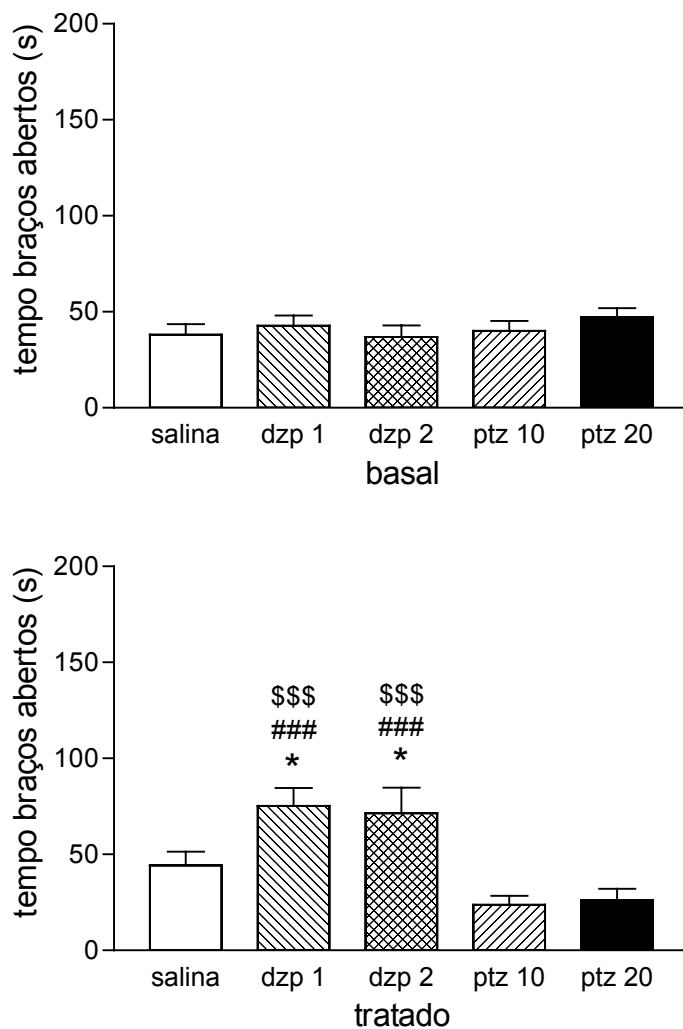 tempo braços abertos (s)
200
150
100
50
0
salina dzp 1 dzp 2 ptz 10 ptz 20
basal
tempo braços abertos (s)
200
150
100
50
0
$$$ $$$
### ###
* *
salina dzp 1 dzp 2 ptz 10 ptz 20
tratado